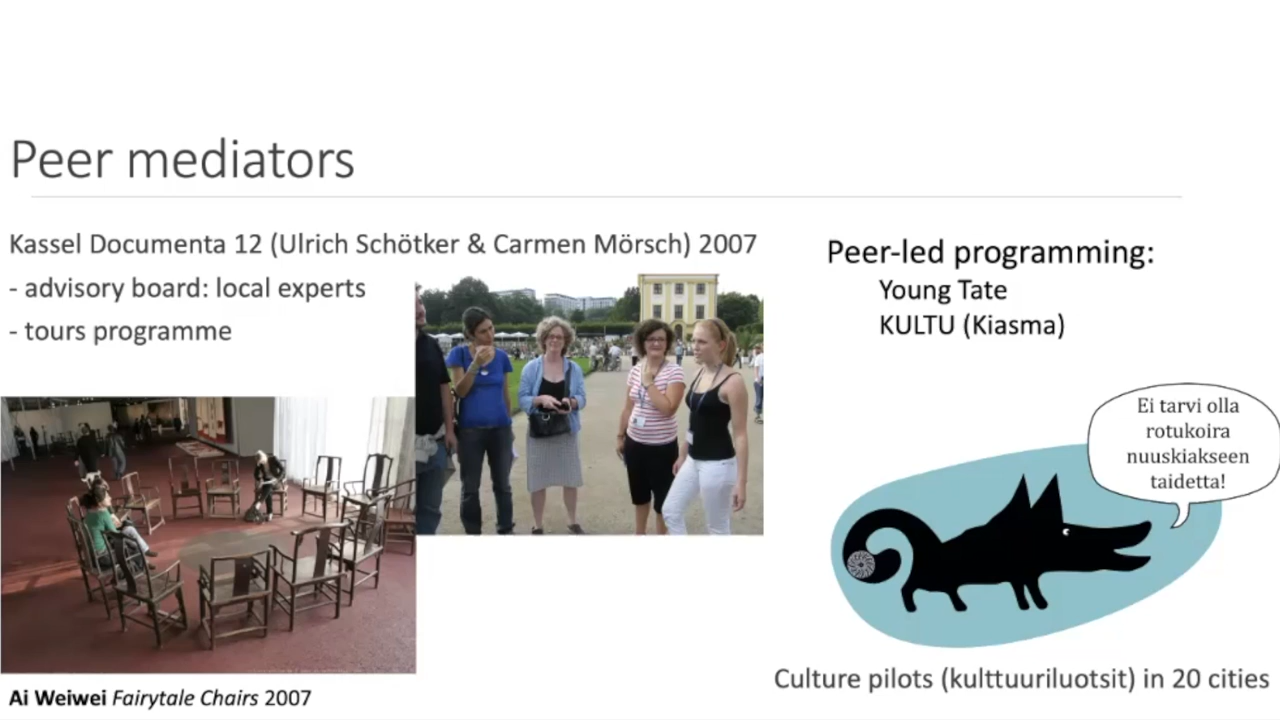 Peer mediators
Kassel Documenta 12 (Ulrich Schötker & Carmen Mörsch) 2007
- advisory board: local experts
- tours programme
Ai Weiwei Fairytale Chairs 2007
Peer-led programming:
Young Tate
KULTU (Kiasma)
Ei tarvi olla
rotukoira
nuuskiakseen
taidetta!
Culture pilots (kulttuuriluotsit) in 20 cities